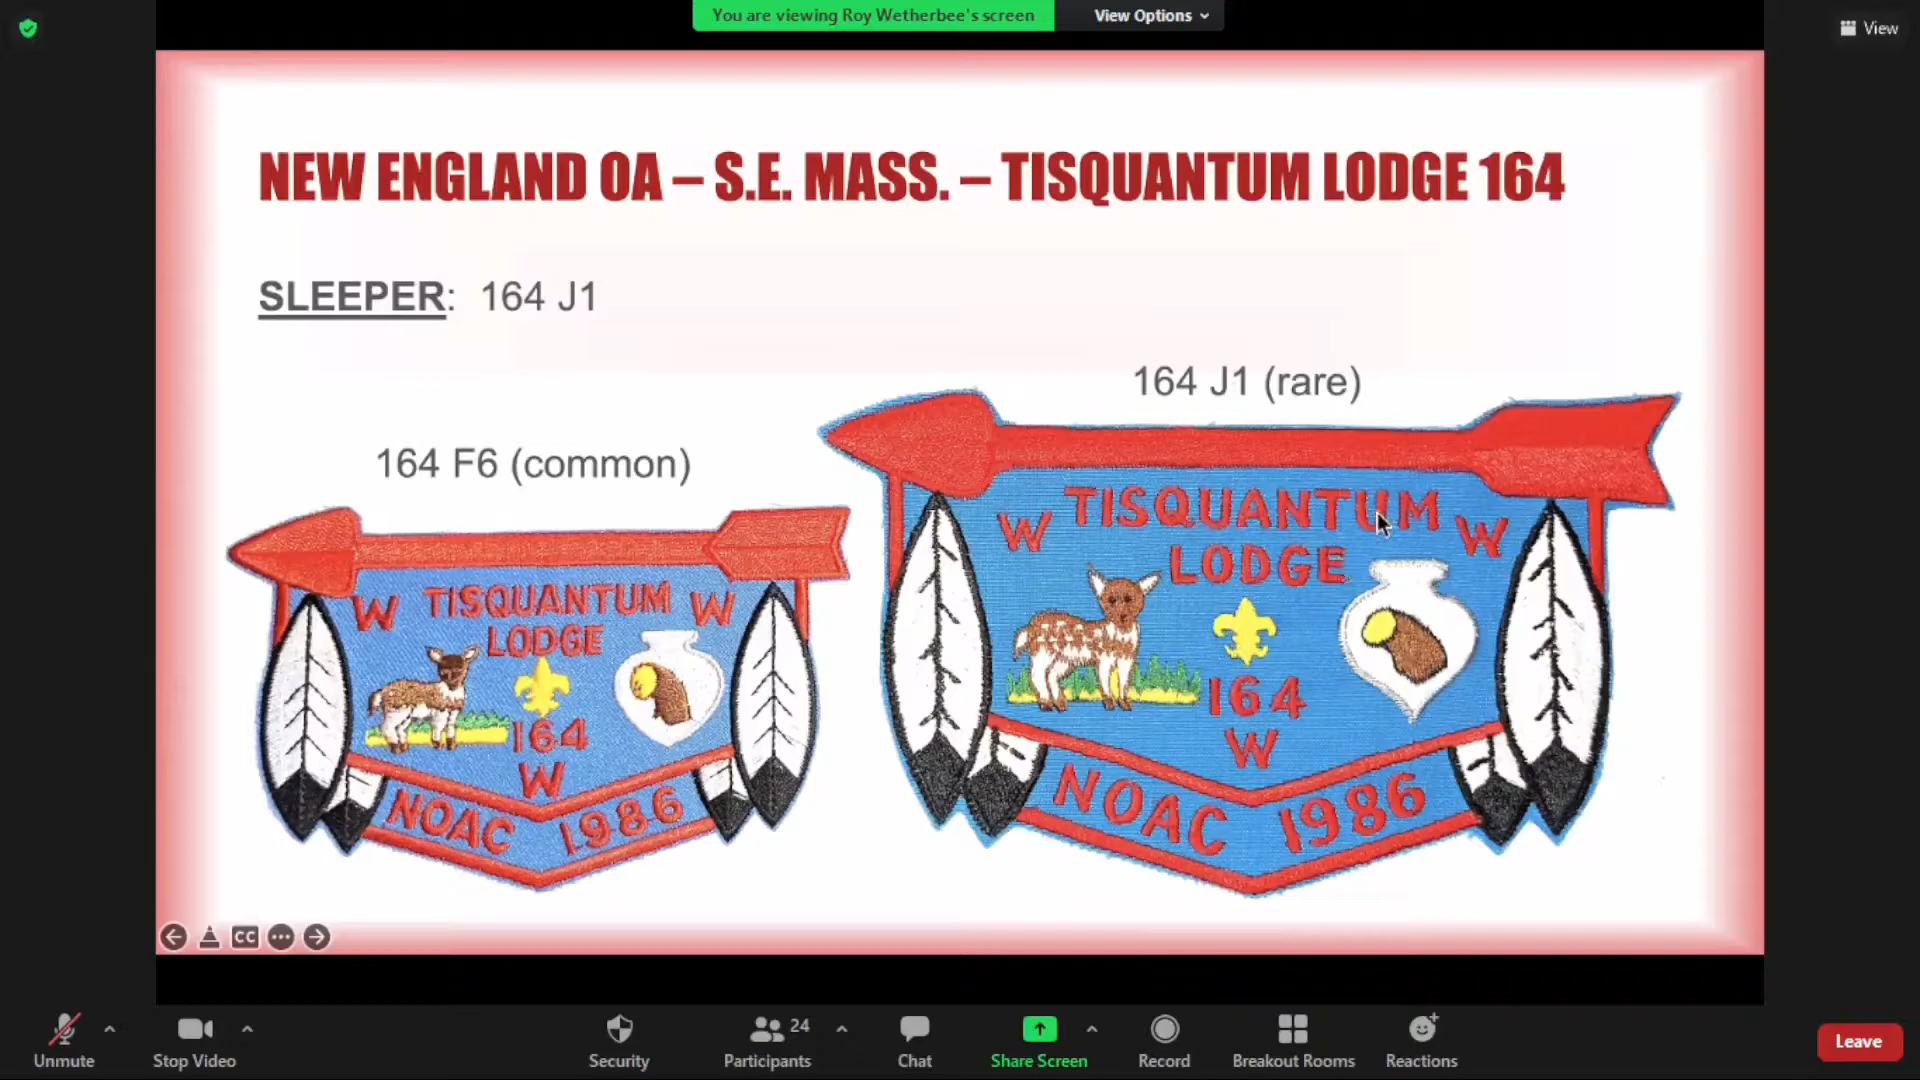 You are viewing Roy Wetherbee's screen
View Options
View
NEW ENGLAND OA – S.E. MASS. – TISQUANTUM LODGE 164
SLEEPER: 164 J1
164 J1 (rare)
164 F6 (common)
W TISQUANTUM W
LODGE
164
W
NOAC 1986
W TISQUANTUM W
LODGE
164
W
NOAC 1986
CC
Unmute
Stop Video
Security
24
Participants
Chat
Share Screen
Record
Breakout Rooms
Reactions
Leave